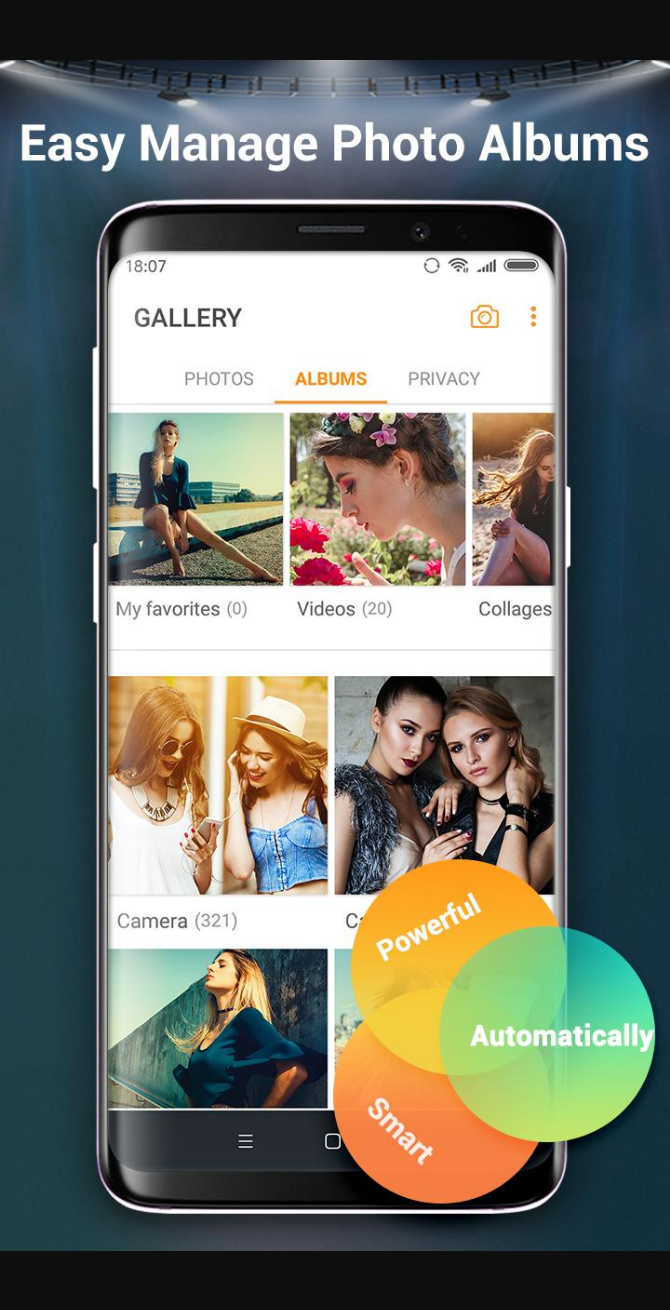 Easy Manage Photo Albums
18:07
GALLERY
PHOTOS ALBUMS PRIVACY
My favorites (0) Videos (20) Collages
Camera (321)
Powerful
Automatically
Smart